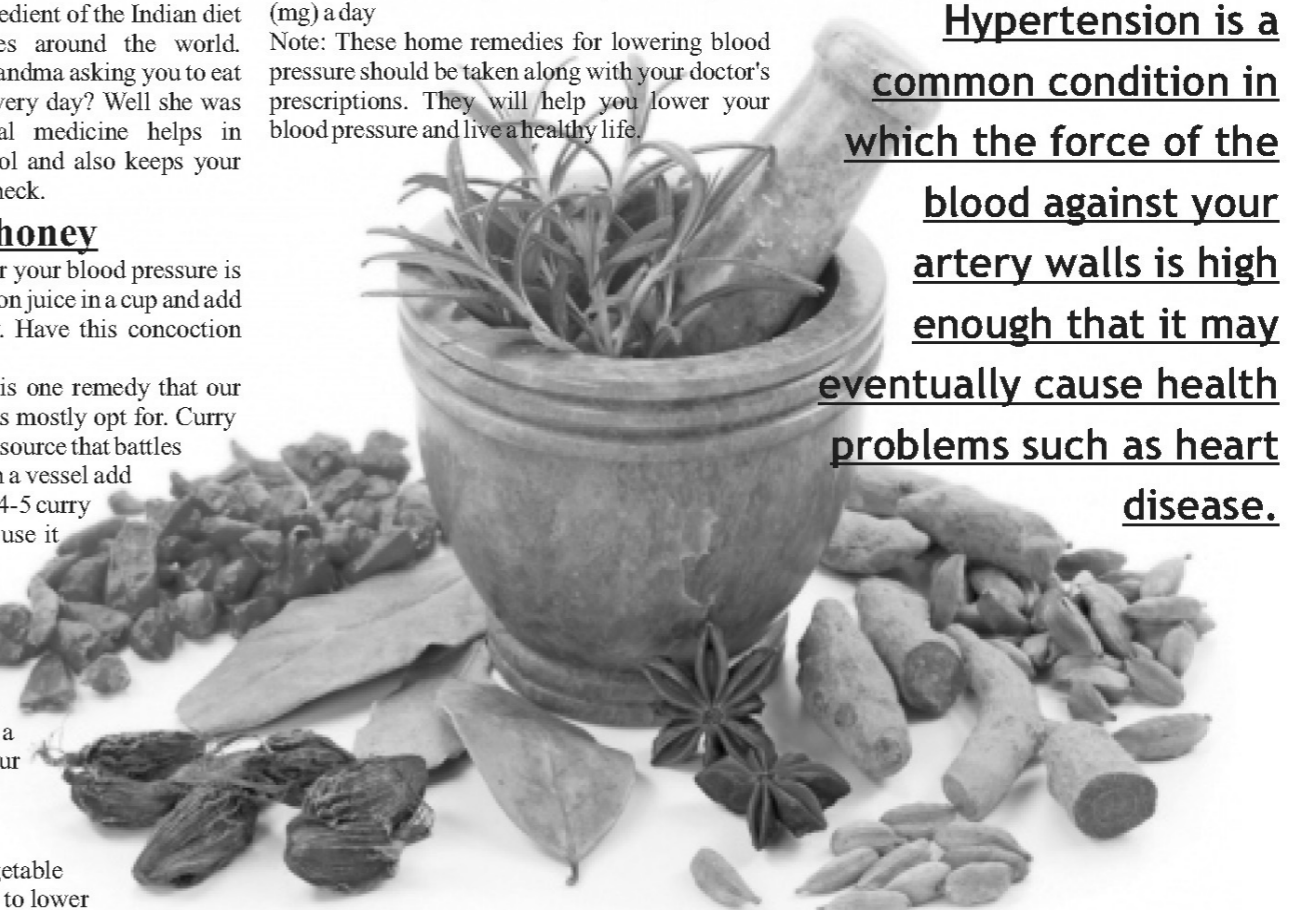 edient of the Indian diet
es around the world.
andma asking you to eat
very day? Well she was
al medicine helps in
ol and also keeps your
heck.
honey
r your blood pressure is
on juice in a cup and add
. Have this concoction
is one remedy that our
s mostly opt for. Curry
source that battles
n a vessel add
4-5 curry
use it
a
ur
getable
to lower
(mg) a day
Note: These home remedies for lowering blood
pressure should be taken along with your doctor's
prescriptions. They will help you lower your
blood pressure and live a healthy life.
Hypertension is a
common condition in
which the force of the
blood against your
artery walls is high
enough that it may
eventually cause health
problems such as heart
disease.